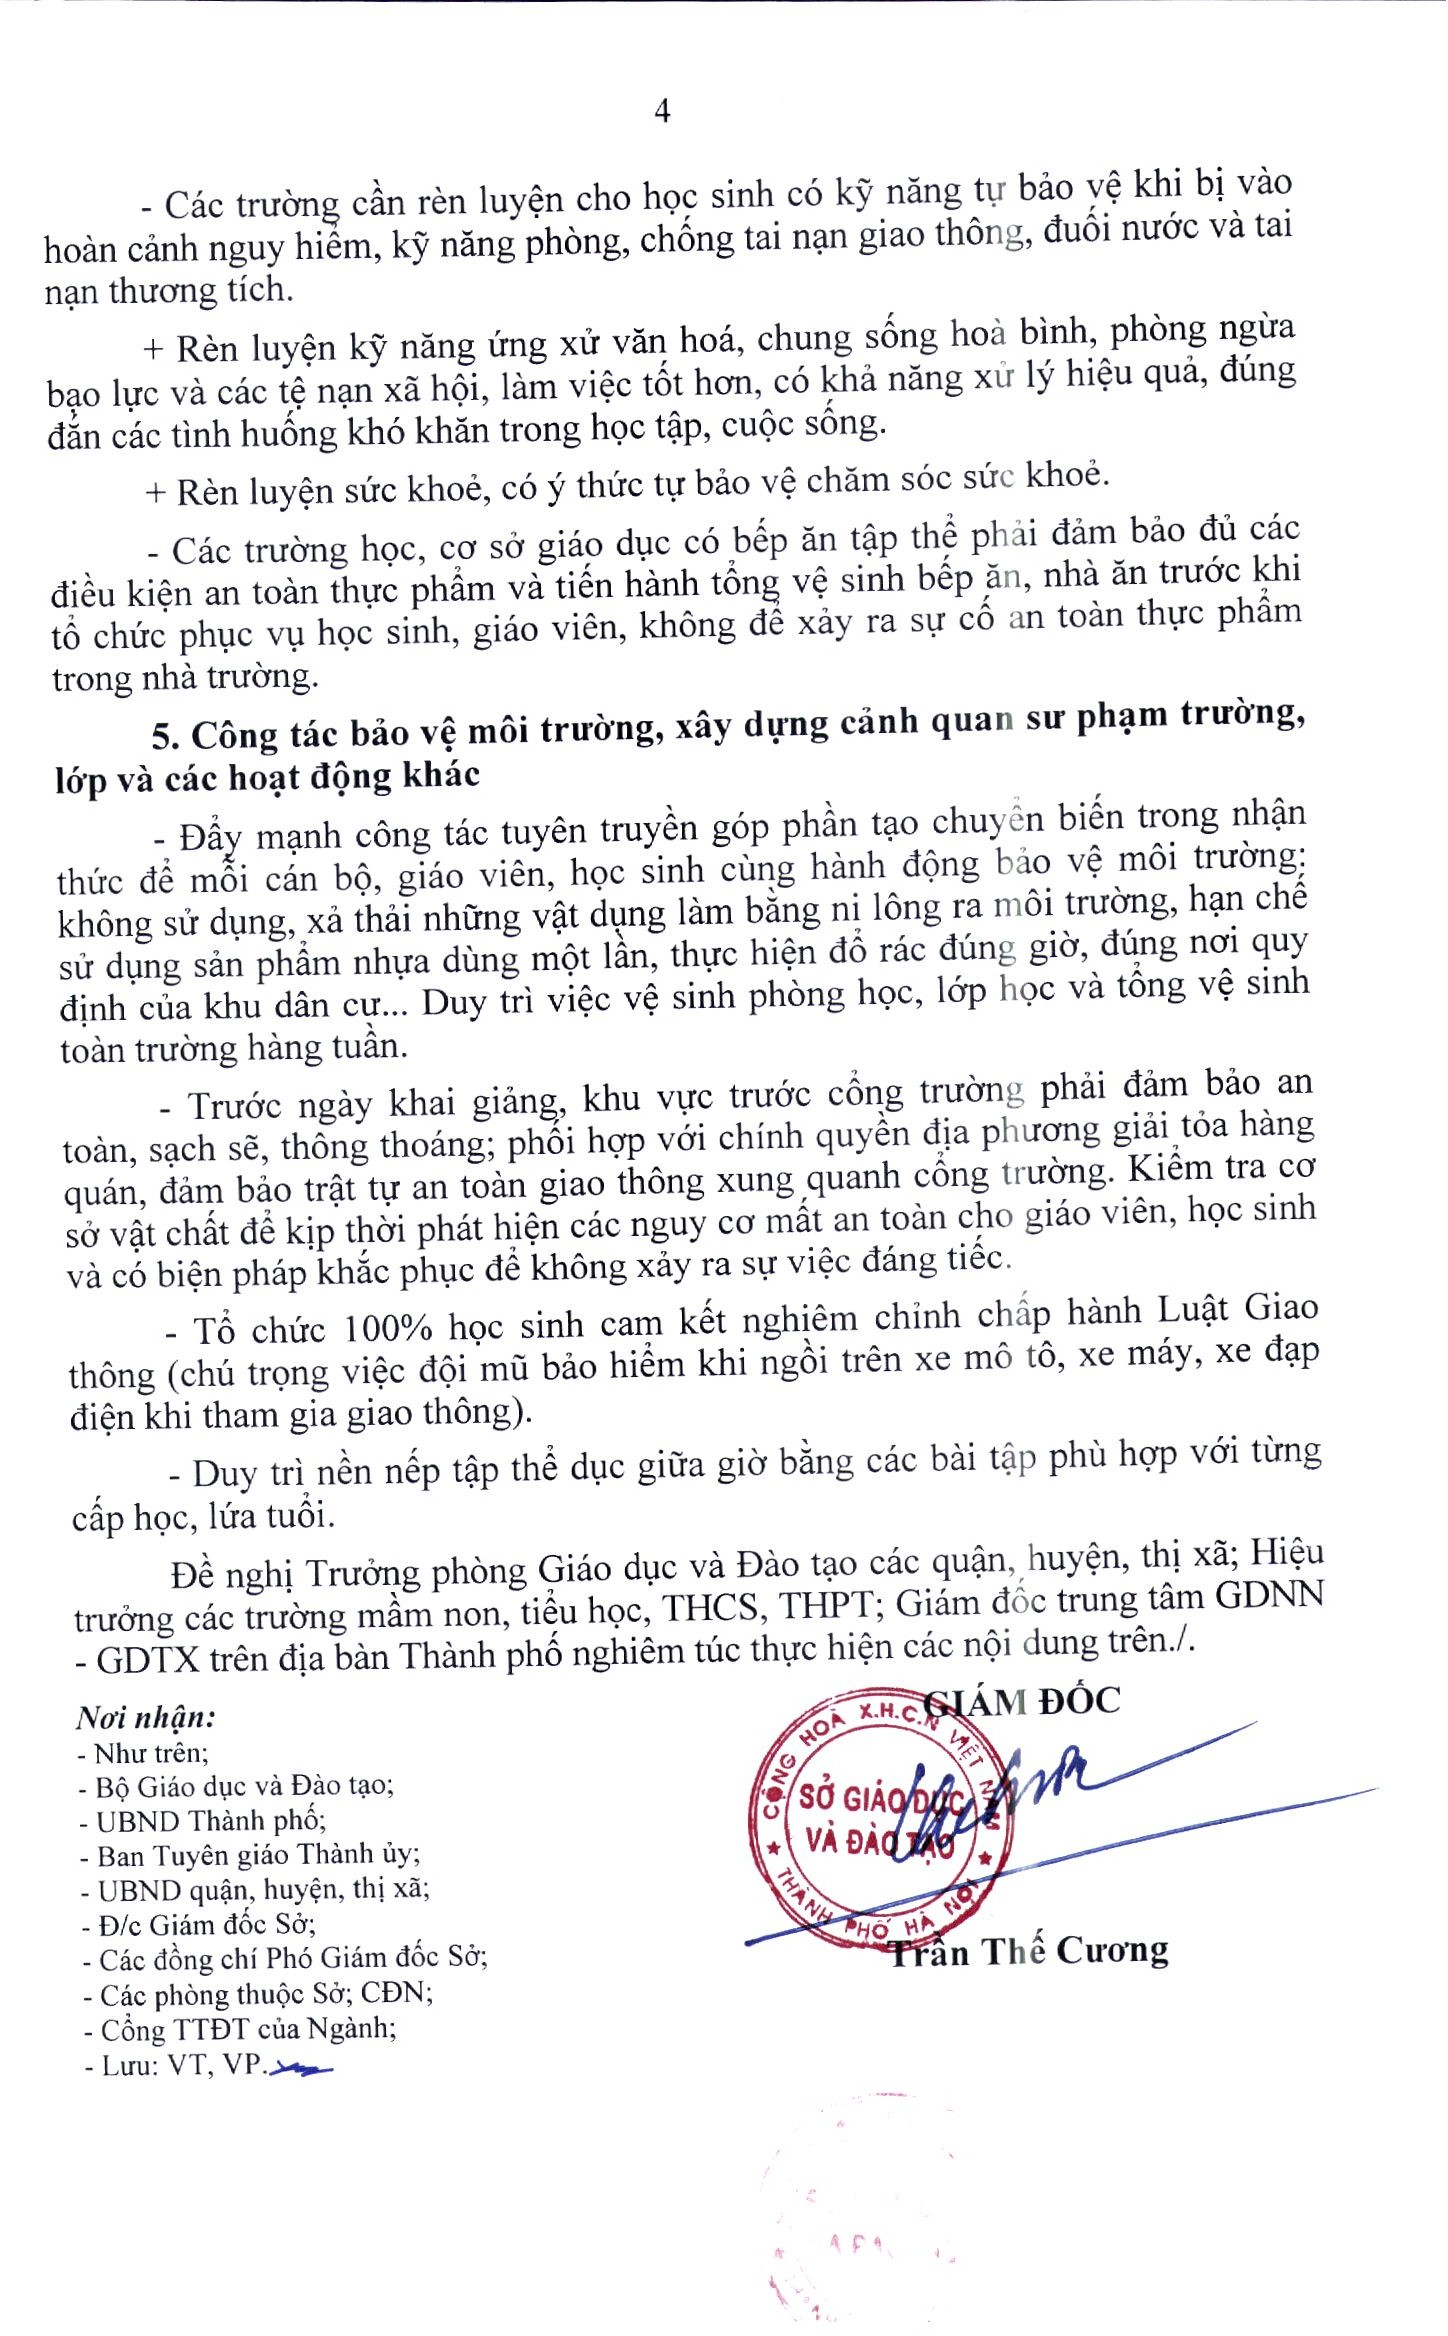 4
- Các trường cần rèn luyện cho học sinh có kỹ năng tự bảo vệ khi bị vào
hoàn cảnh nguy hiểm, kỹ năng phòng, chống tai nạn giao thông, đuối nước và tai
nạn thương tích.
+ Rèn luyện kỹ năng ứng xử văn hoá, chung sống hoà bình, phòng ngừa
bạo lực và các tệ nạn xã hội, làm việc tốt hơn, có khả năng xử lý hiệu quả, đúng
đắn các tình huống khó khăn trong học tập, cuộc sống.
+ Rèn luyện sức khoẻ, có ý thức tự bảo vệ chăm sóc sức khoẻ.
- Các trường học, cơ sở giáo dục có bếp ăn tập thể phải đảm bảo đủ các
điều kiện an toàn thực phẩm và tiến hành tổng vệ sinh bếp ăn, nhà ăn trước khi
tổ chức phục vụ học sinh, giáo viên, không để xảy ra sự cố an toàn thực phẩm
trong nhà trường.
5. Công tác bảo vệ môi trường, xây dựng cảnh quan sư phạm trường,
lớp và các hoạt động khác
- Đẩy mạnh công tác tuyên truyền góp phần tạo chuyển biến trong nhận
thức để mỗi cán bộ, giáo viên, học sinh cùng hành động bảo vệ môi trường:
không sử dụng, xả thải những vật dụng làm bằng ni lông ra môi trường, hạn chế
sử dụng sản phẩm nhựa dùng một lần, thực hiện đổ rác đúng giờ, đúng nơi quy
định của khu dân cư... Duy trì việc vệ sinh phòng học, lớp học và tổng vệ sinh
toàn trường hàng tuần.
- Trước ngày khai giảng, khu vực trước cổng trường phải đảm bảo an
toàn, sạch sẽ, thông thoáng; phối hợp với chính quyền địa phương giải tỏa hàng
quán, đảm bảo trật tự an toàn giao thông xung quanh cổng trường. Kiểm tra cơ
sở vật chất để kịp thời phát hiện các nguy cơ mất an toàn cho giáo viên, học sinh
và có biện pháp khắc phục để không xảy ra sự việc đáng tiếc.
- Tổ chức 100% học sinh cam kết nghiêm chỉnh chấp hành Luật Giao
thông (chú trọng việc đội mũ bảo hiểm khi ngồi trên xe mô tô, xe máy, xe đạp
điện khi tham gia giao thông).
- Duy trì nền nếp tập thể dục giữa giờ bằng các bài tập phù hợp với từng
cấp học, lứa tuổi.
Đề nghị Trưởng phòng Giáo dục và Đào tạo các quận, huyện, thị xã; Hiệu
trưởng các trường mầm non, tiểu học, THCS, THPT; Giám đốc trung tâm GDNN
- GDTX trên địa bàn Thành phố nghiêm túc thực hiện các nội dung trên./.
Nơi nhận:
- Như trên;
- Bộ Giáo dục và Đào tạo;
- UBND Thành phố;
- Ban Tuyên giáo Thành ủy;
- UBND quận, huyện, thị xã;
- Đ/c Giám đốc Sở;
- Các đồng chí Phó Giám đốc Sở;
- Các phòng thuộc Sở; CĐN;
- Cổng TTĐT của Ngành;
- Lưu: VT, VP.
GIÁM ĐỐC
CỘNG HOÀ X.H.C.N VIỆT NAM
SỞ GIÁO DỤC
VÀ ĐÀO TẠO
THÀNH PHỐ HÀ NỘI
Trần Thế Cương